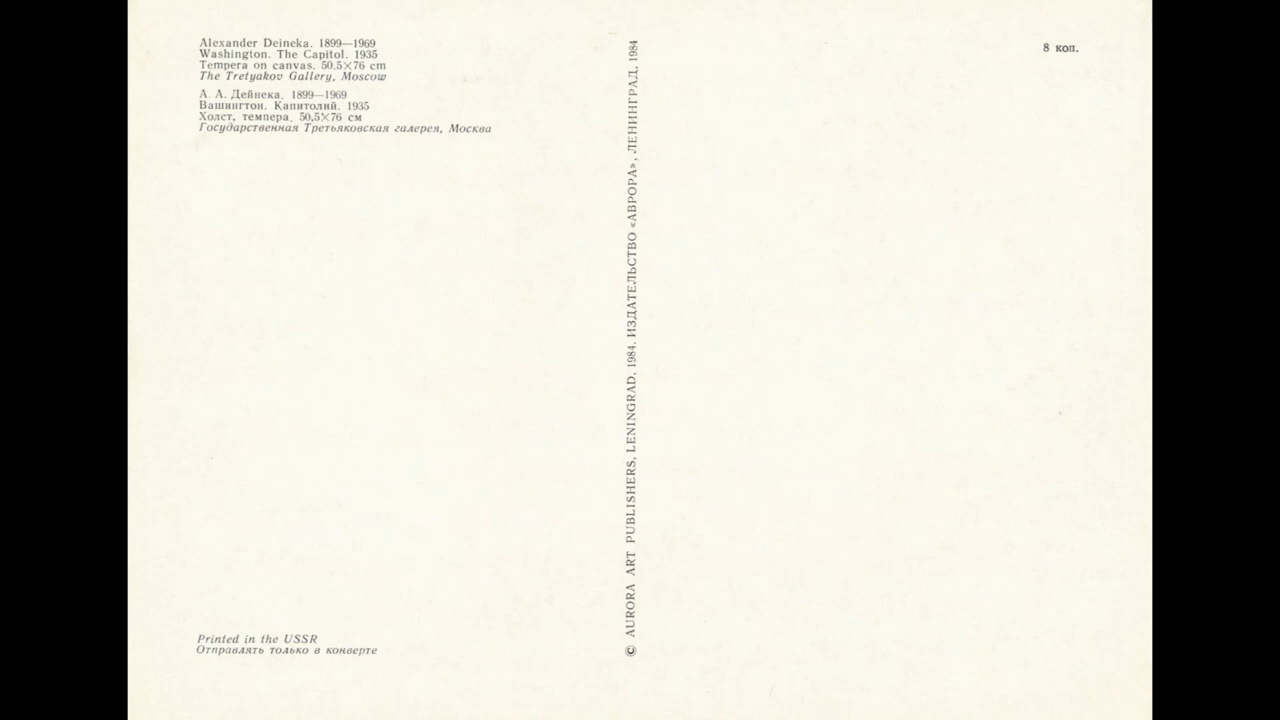 Alexander Deineka. 1899—1969
Washington. The Capitol. 1935
Tempera on canvas. 50.5×76 cm
The Tretyakov Gallery, Moscow
А. А. Дейнека. 1899—1969
Вашингтон. Капитолий. 1935
Холст, темпера. 50,5×76 см
Государственная Третьяковская галерея, Москва
Printed in the USSR
Отправлять только в конверте
© AURORA ART PUBLISHERS, LENINGRAD, 1984. ИЗДАТЕЛЬСТВО «АВРОРА», ЛЕНИНГРАД, 1984
8 коп.